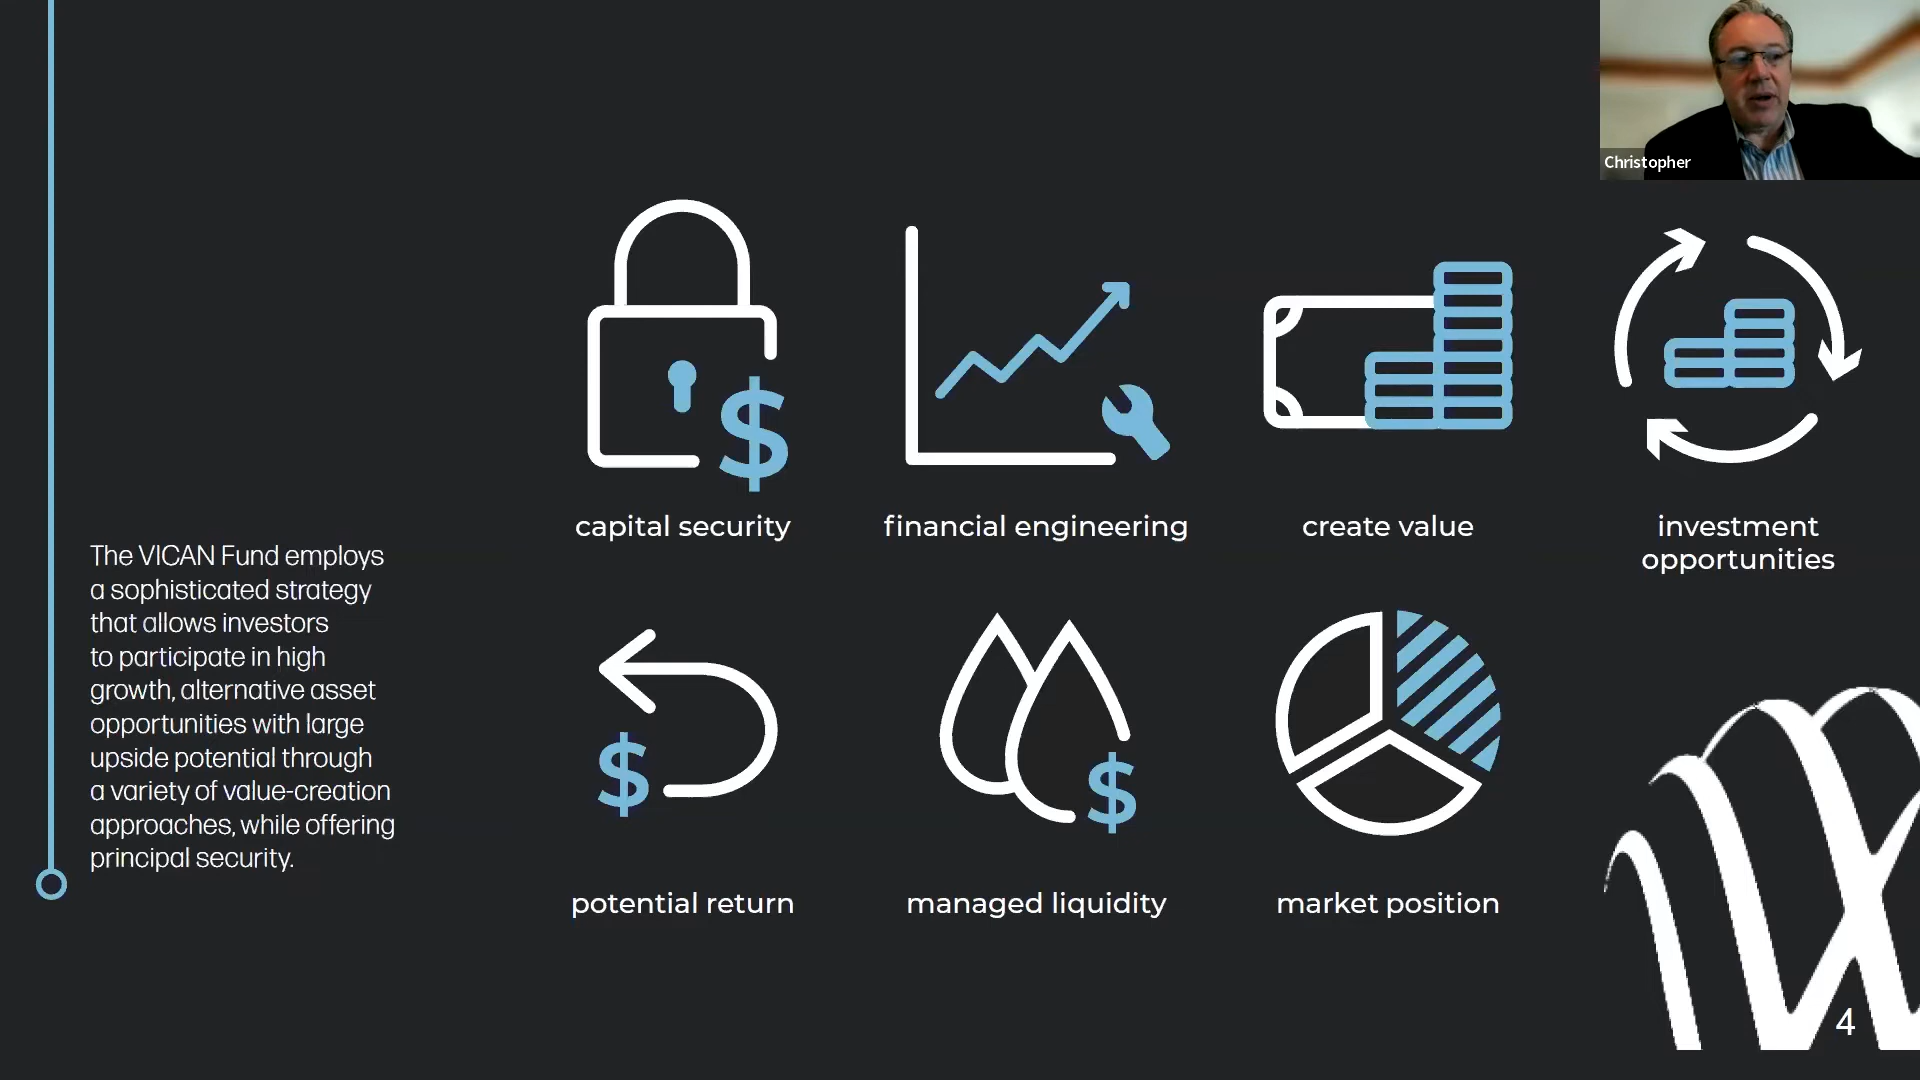 Christopher
capital security
financial engineering
create value
investment
opportunities
The VICAN Fund employs
a sophisticated strategy
that allows investors
to participate in high
growth, alternative asset
opportunities with large
upside potential through
a variety of value-creation
approaches, while offering
principal security.
$
$
$
potential return
managed liquidity
market position
4